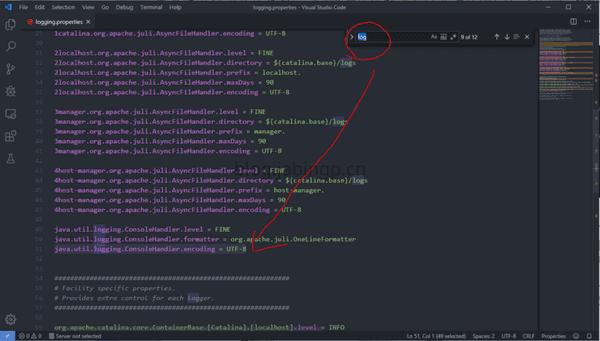 File Edit Selection View Go Debug Terminal Help
logging.properties - Visual Studio Code
logging.properties
log
Aa
9 of 12
1catalina.org.apache.juli.AsyncFileHandler.encoding = UTF-8
2localhost.org.apache.juli.AsyncFileHandler.level = FINE
2localhost.org.apache.juli.AsyncFileHandler.directory = ${catalina.base}/logs
2localhost.org.apache.juli.AsyncFileHandler.prefix = localhost.
2localhost.org.apache.juli.AsyncFileHandler.maxDays = 90
2localhost.org.apache.juli.AsyncFileHandler.encoding = UTF-8
3manager.org.apache.juli.AsyncFileHandler.level = FINE
3manager.org.apache.juli.AsyncFileHandler.directory = ${catalina.base}/logs
3manager.org.apache.juli.AsyncFileHandler.prefix = manager.
3manager.org.apache.juli.AsyncFileHandler.maxDays = 90
3manager.org.apache.juli.AsyncFileHandler.encoding = UTF-8
4host-manager.org.apache.juli.AsyncFileHandler.level = FINE
4host-manager.org.apache.juli.AsyncFileHandler.directory = ${catalina.base}/logs
4host-manager.org.apache.juli.AsyncFileHandler.prefix = host-manager.
4host-manager.org.apache.juli.AsyncFileHandler.maxDays = 90
4host-manager.org.apache.juli.AsyncFileHandler.encoding = UTF-8
java.util.logging.ConsoleHandler.level = FINE
java.util.logging.ConsoleHandler.formatter = org.apache.juli.OneLineFormatter
java.util.logging.ConsoleHandler.encoding = UTF-8
############################################################
# Facility specific properties.
# Provides extra control for each logger.
############################################################
org.apache.catalina.core.ContainerBase.[Catalina].[localhost].level = INFO
0 0 Server not selected
Ln 51, Col 1 (49 selected) Spaces: 2 UTF-8 CRLF Properties